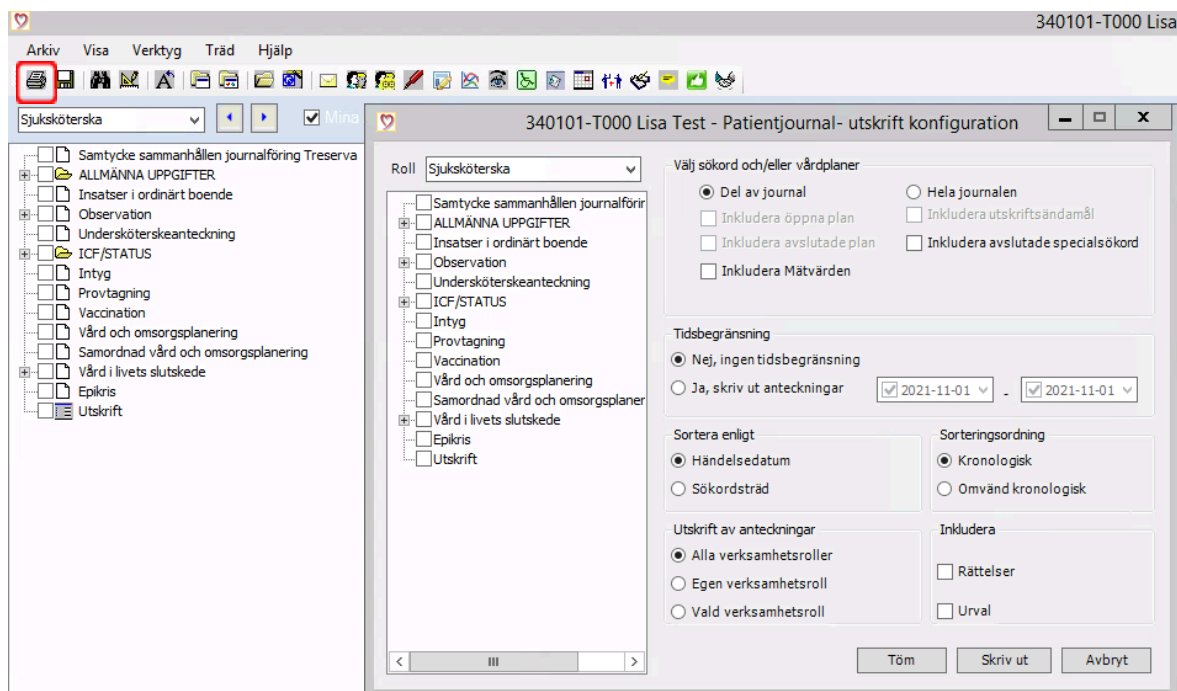 340101-T000 Lisa
Arkiv Visa Verktyg Träd Hjälp
Sjuksköterska Mina
Samtycke sammanhållen journalföring Treserva
ALLMÄNNA UPPGIFTER
Insatser i ordinärt boende
Observation
Undersköterskeanteckning
ICF/STATUS
Intyg
Provtagning
Vaccination
Vård och omsorgsplanering
Samordnad vård och omsorgsplanering
Vård i livets slutskede
Epikris
Utskrift
340101-T000 Lisa Test - Patientjournal- utskrift konfiguration
Roll Sjuksköterska
Samtycke sammanhållen journalförir
ALLMÄNNA UPPGIFTER
Insatser i ordinärt boende
Observation
Undersköterskeanteckning
ICF/STATUS
Intyg
Provtagning
Vaccination
Vård och omsorgsplanering
Samordnad vård och omsorgsplaner
Vård i livets slutskede
Epikris
Utskrift
Välj sökord och/eller vårdplaner
Del av journal Hela journalen
Inkludera öppna plan Inkludera utskriftsändamål
Inkludera avslutade plan Inkludera avslutade specialsökord
Inkludera Mätvärden
Tidsbegränsning
Nej, ingen tidsbegränsning
Ja, skriv ut anteckningar 2021-11-01 - 2021-11-01
Sortera enligt Sorteringsordning
Händelsedatum Kronologisk
Sökordsträd Omvänd kronologisk
Utskrift av anteckningar Inkludera
Alla verksamhetsroller
Rättelser
Egen verksamhetsroll
Vald verksamhetsroll Urval
Töm Skriv ut Avbryt